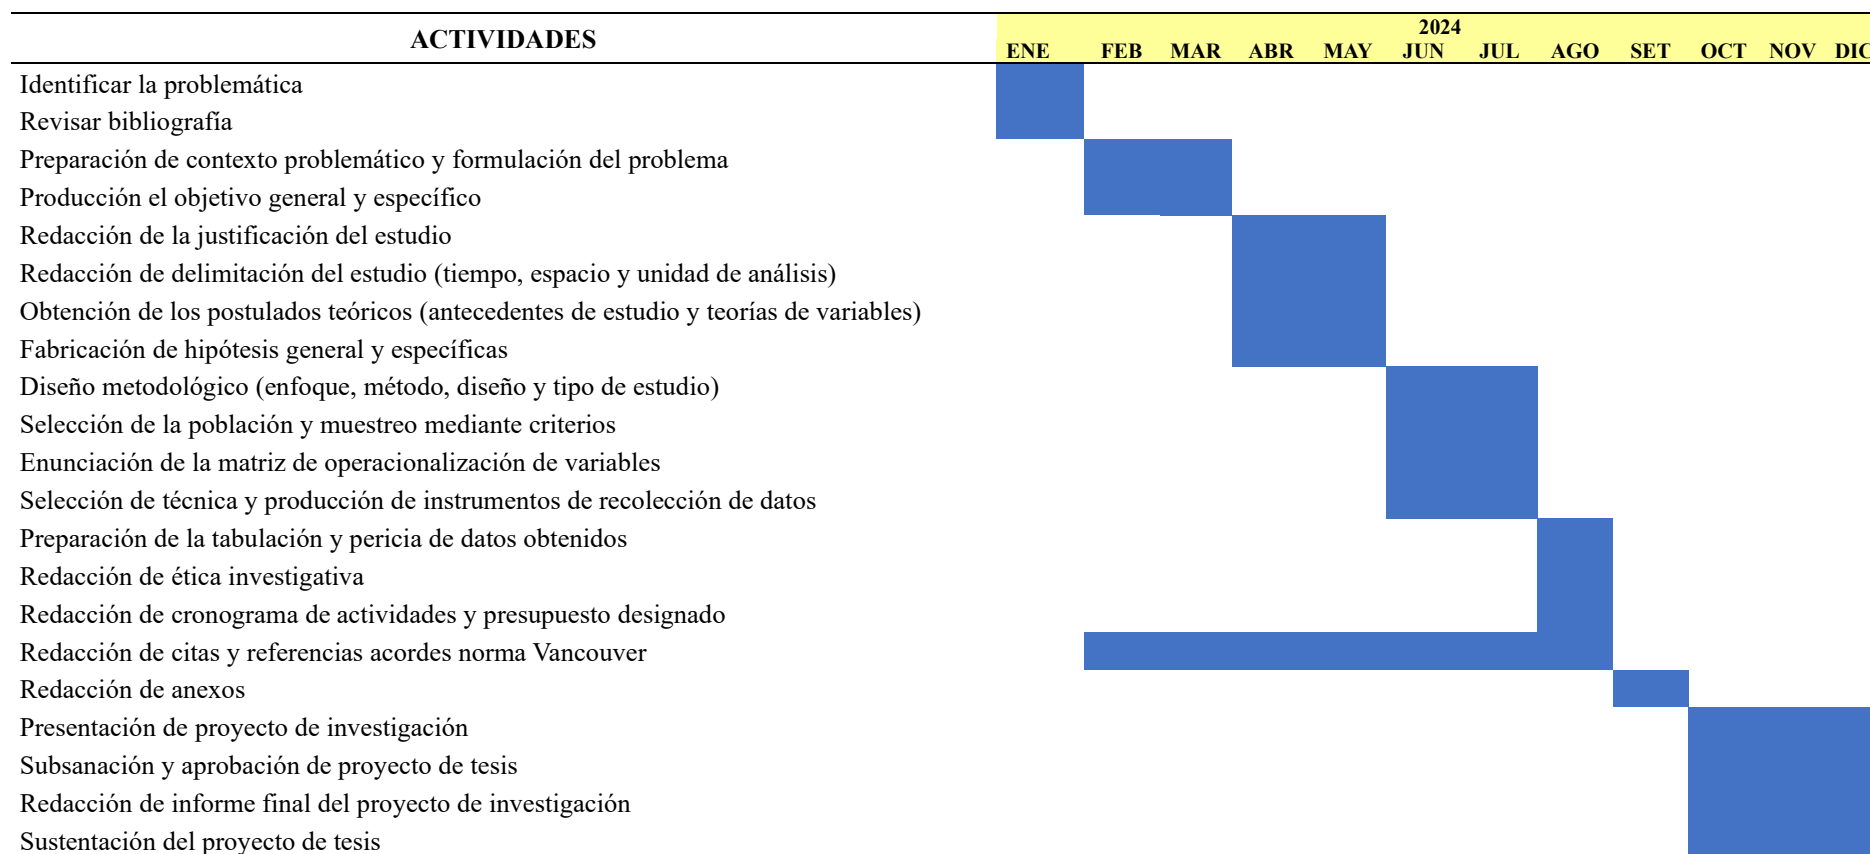 ACTIVIDADES
2024
ENE FEB MAR ABR MAY JUN JUL AGO SET OCT NOV DIC
Identificar la problemática
Revisar bibliografía
Preparación de contexto problemático y formulación del problema
Producción el objetivo general y específico
Redacción de la justificación del estudio
Redacción de delimitación del estudio (tiempo, espacio y unidad de análisis)
Obtención de los postulados teóricos (antecedentes de estudio y teorías de variables)
Fabricación de hipótesis general y específicas
Diseño metodológico (enfoque, método, diseño y tipo de estudio)
Selección de la población y muestreo mediante criterios
Enunciación de la matriz de operacionalización de variables
Selección de técnica y producción de instrumentos de recolección de datos
Preparación de la tabulación y pericia de datos obtenidos
Redacción de ética investigativa
Redacción de cronograma de actividades y presupuesto designado
Redacción de citas y referencias acordes norma Vancouver
Redacción de anexos
Presentación de proyecto de investigación
Subsanación y aprobación de proyecto de tesis
Redacción de informe final del proyecto de investigación
Sustentación del proyecto de tesis